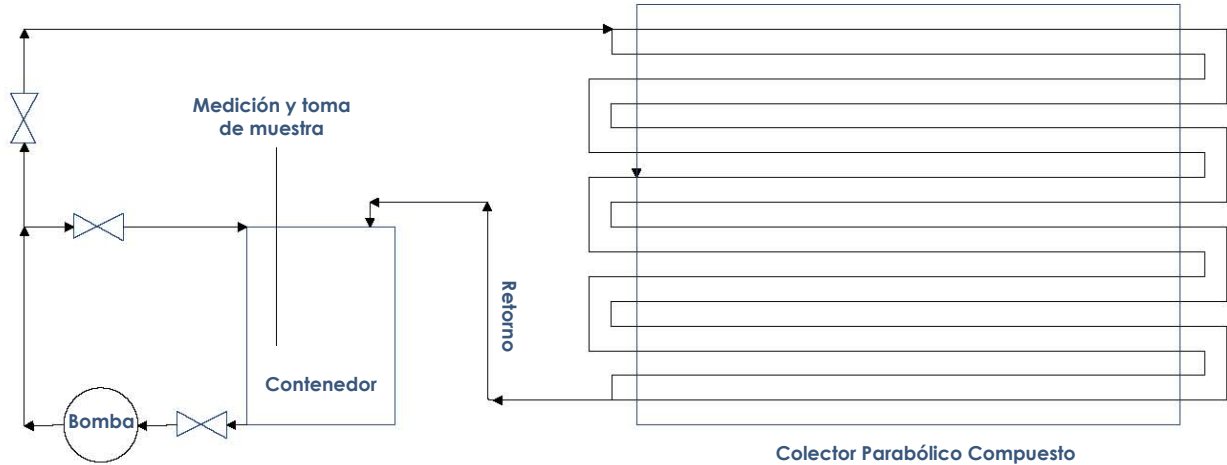 Medición y toma
de muestra
Retorno
Contenedor
Bomba
Colector Parabólico Compuesto